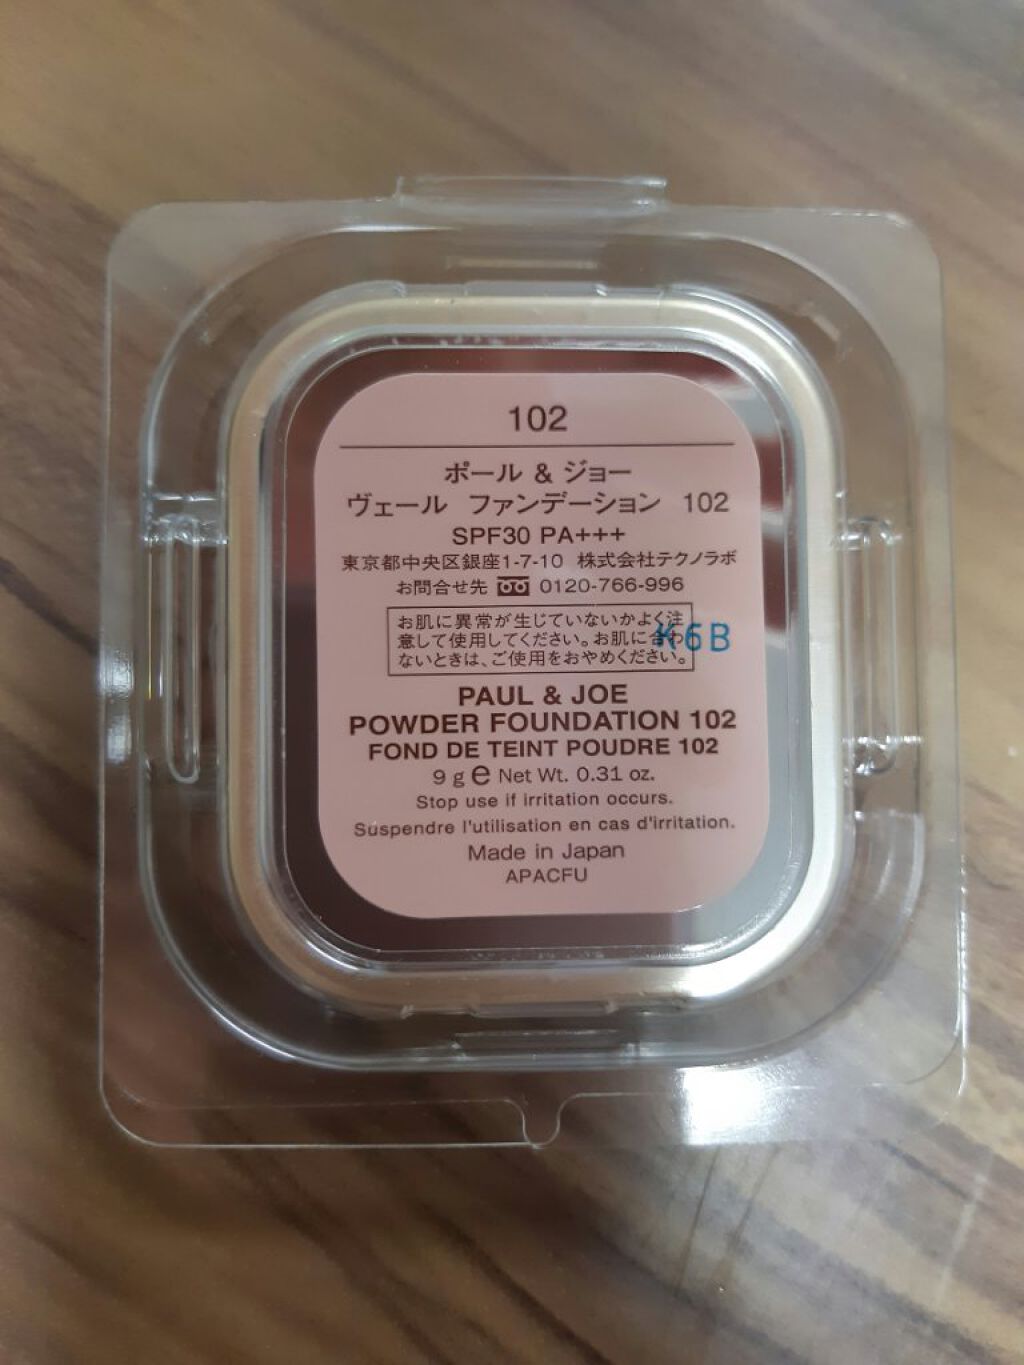 102
ポール & ジョー
ヴェール ファンデーション 102
SPF30 PA+++
東京都中央区銀座1-7-10 株式会社テクノラボ
お問合せ先 0120-766-996
お肌に異常が生じていないかよく注
意して使用してください。お肌に合わ
ないときは、ご使用をおやめください。
K6B
PAUL & JOE
POWDER FOUNDATION 102
FOND DE TEINT POUDRE 102
9 g e Net Wt. 0.31 oz.
Stop use if irritation occurs.
Suspendre l'utilisation en cas d'irritation.
Made in Japan
APACFU